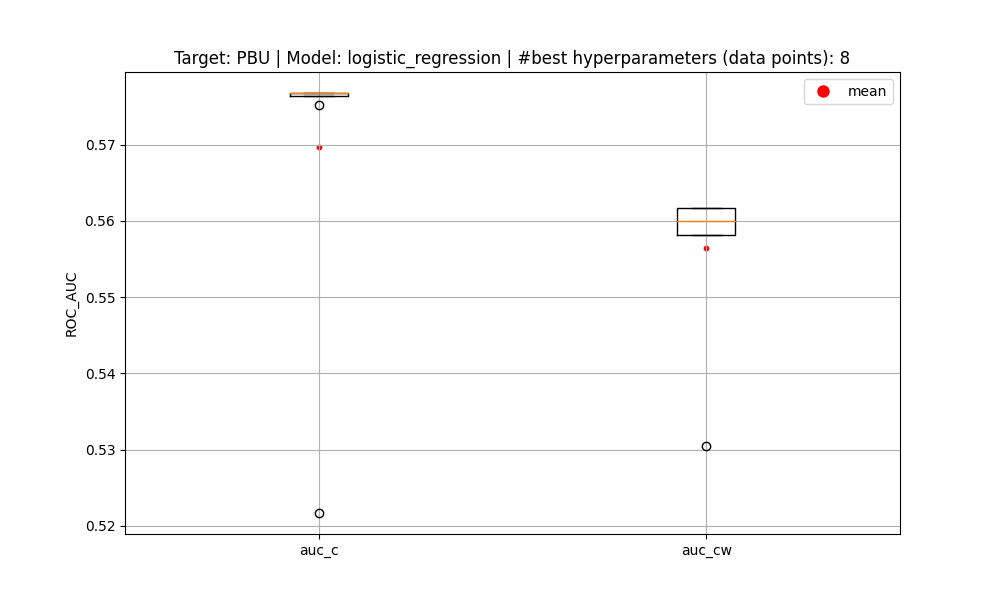 Target: PBU | Model: logistic_regression | #best hyperparameters (data points): 8
mean
0.57
0.56
0.55
0.54
0.53
0.52
ROC_AUC
auc_c
auc_cw